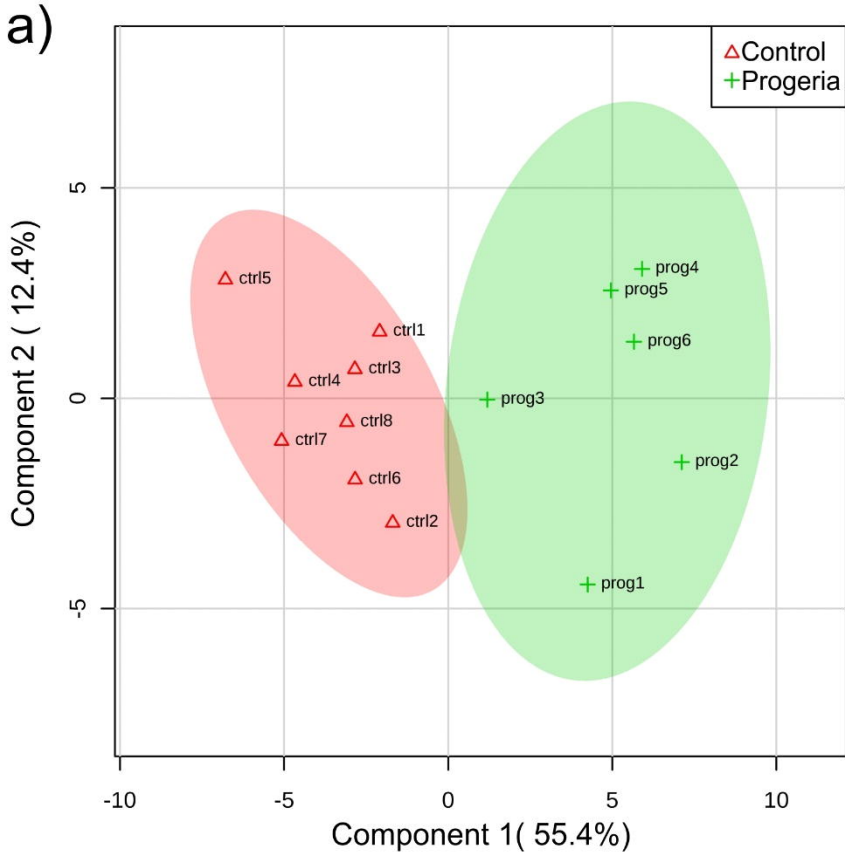 a)
Control
Progeria
5
0
-5
Component 2 ( 12.4%)
ctrl5
ctrl1
ctrl3
ctrl4
ctrl8
ctrl7
ctrl6
ctrl2
prog4
prog5
prog6
prog3
prog2
prog1
-10
-5
0
5
10
Component 1( 55.4%)